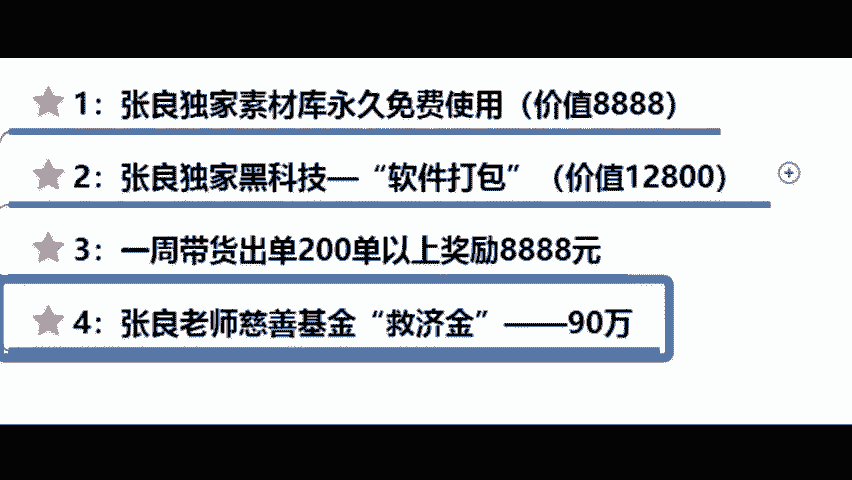 1：张良独家素材库永久免费使用（价值8888）
2：张良独家黑科技—“软件打包”（价值12800）
3：一周带货出单200单以上奖励8888元
4：张良老师慈善基金“救济金”——90万